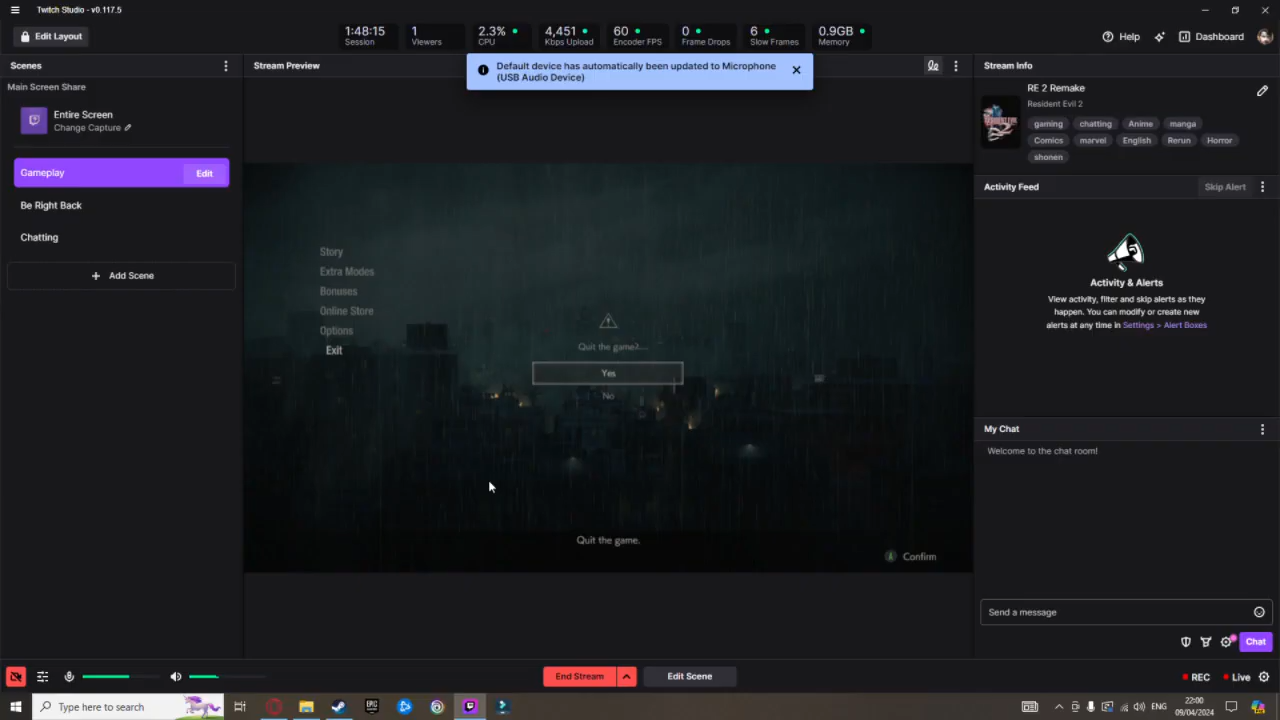 Twitch Studio - v0.117.5
Edit Layout
1:48:15
Session
1
Viewers
2.3%
CPU
4,451
Kbps Upload
60
Encoder FPS
0
Frame Drops
6
Slow Frames
0.9GB
Memory
Help
Dashboard
Scenes
Main Screen Share
Entire Screen
Change Capture
Gameplay
Edit
Be Right Back
Chatting
+ Add Scene
Stream Preview
Default device has automatically been updated to Microphone
(USB Audio Device)
Story
Extra Modes
Bonuses
Online Store
Options
Exit
Quit the game?
Yes
No
Quit the game.
A Confirm
Stream Info
RE 2 Remake
Resident Evil 2
gaming chatting Anime manga
Comics marvel English Rerun Horror
shonen
Activity Feed
Skip Alert
Activity & Alerts
View activity, filter and skip alerts as they
happen. You can modify or create new
alerts at any time in Settings > Alert Boxes
My Chat
Welcome to the chat room!
Send a message
Chat
End Stream
Edit Scene
REC
Live
Type here to search
EPIC
ENG
22:00
09/04/2024